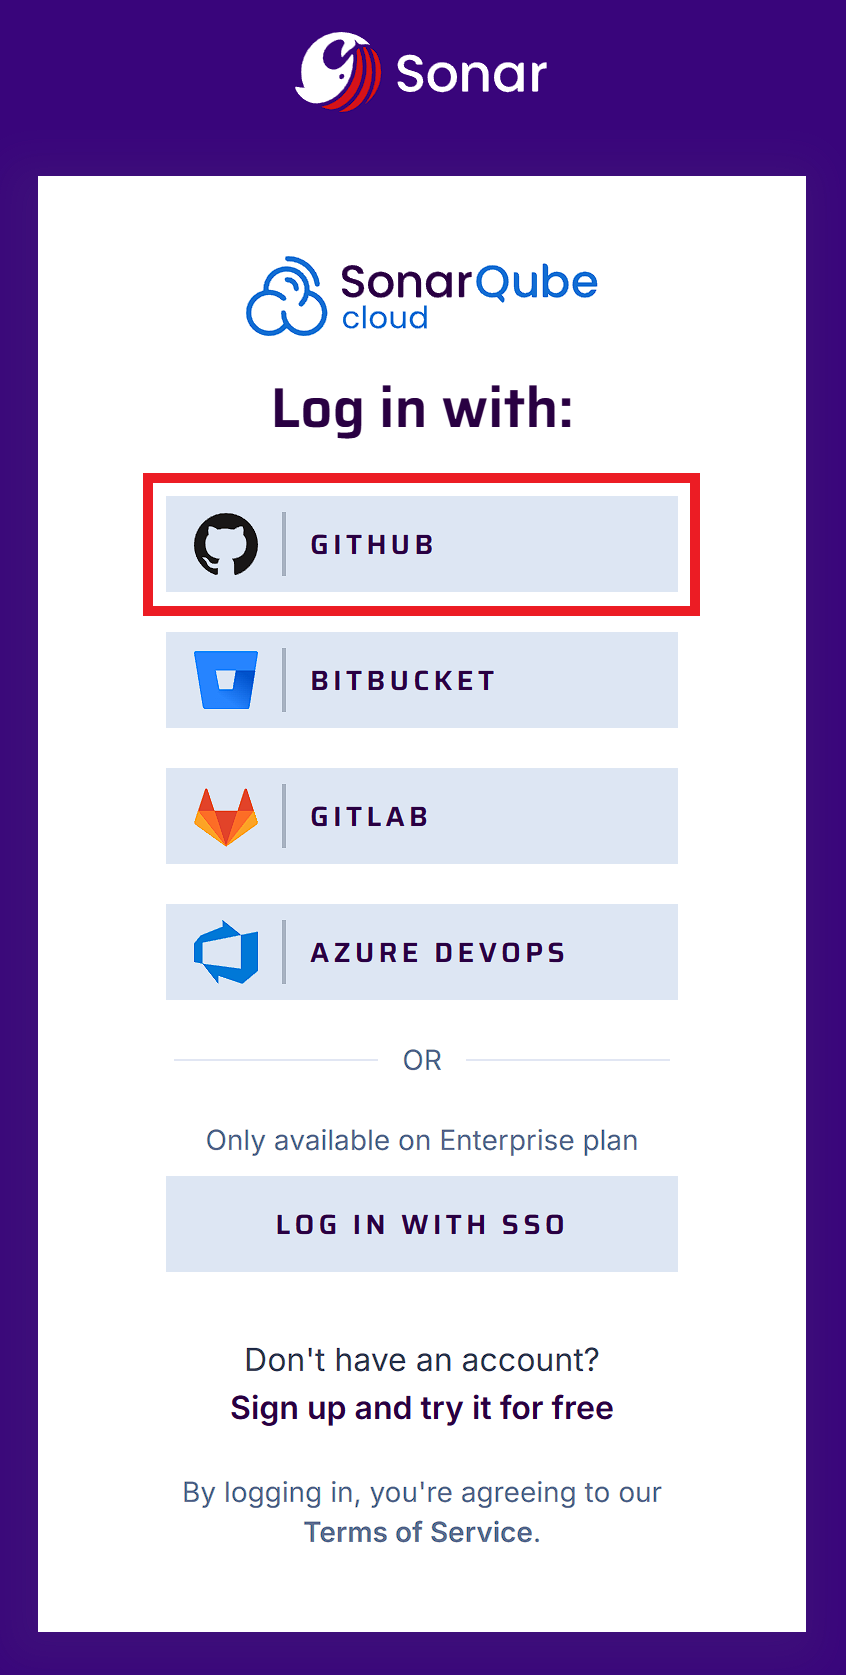 Sonar
SonarQube
cloud
Log in with:
GITHUB
BITBUCKET
GITLAB
AZURE DEVOPS
OR
Only available on Enterprise plan
LOG IN WITH SSO
Don't have an account?
Sign up and try it for free
By logging in, you're agreeing to our
Terms of Service.